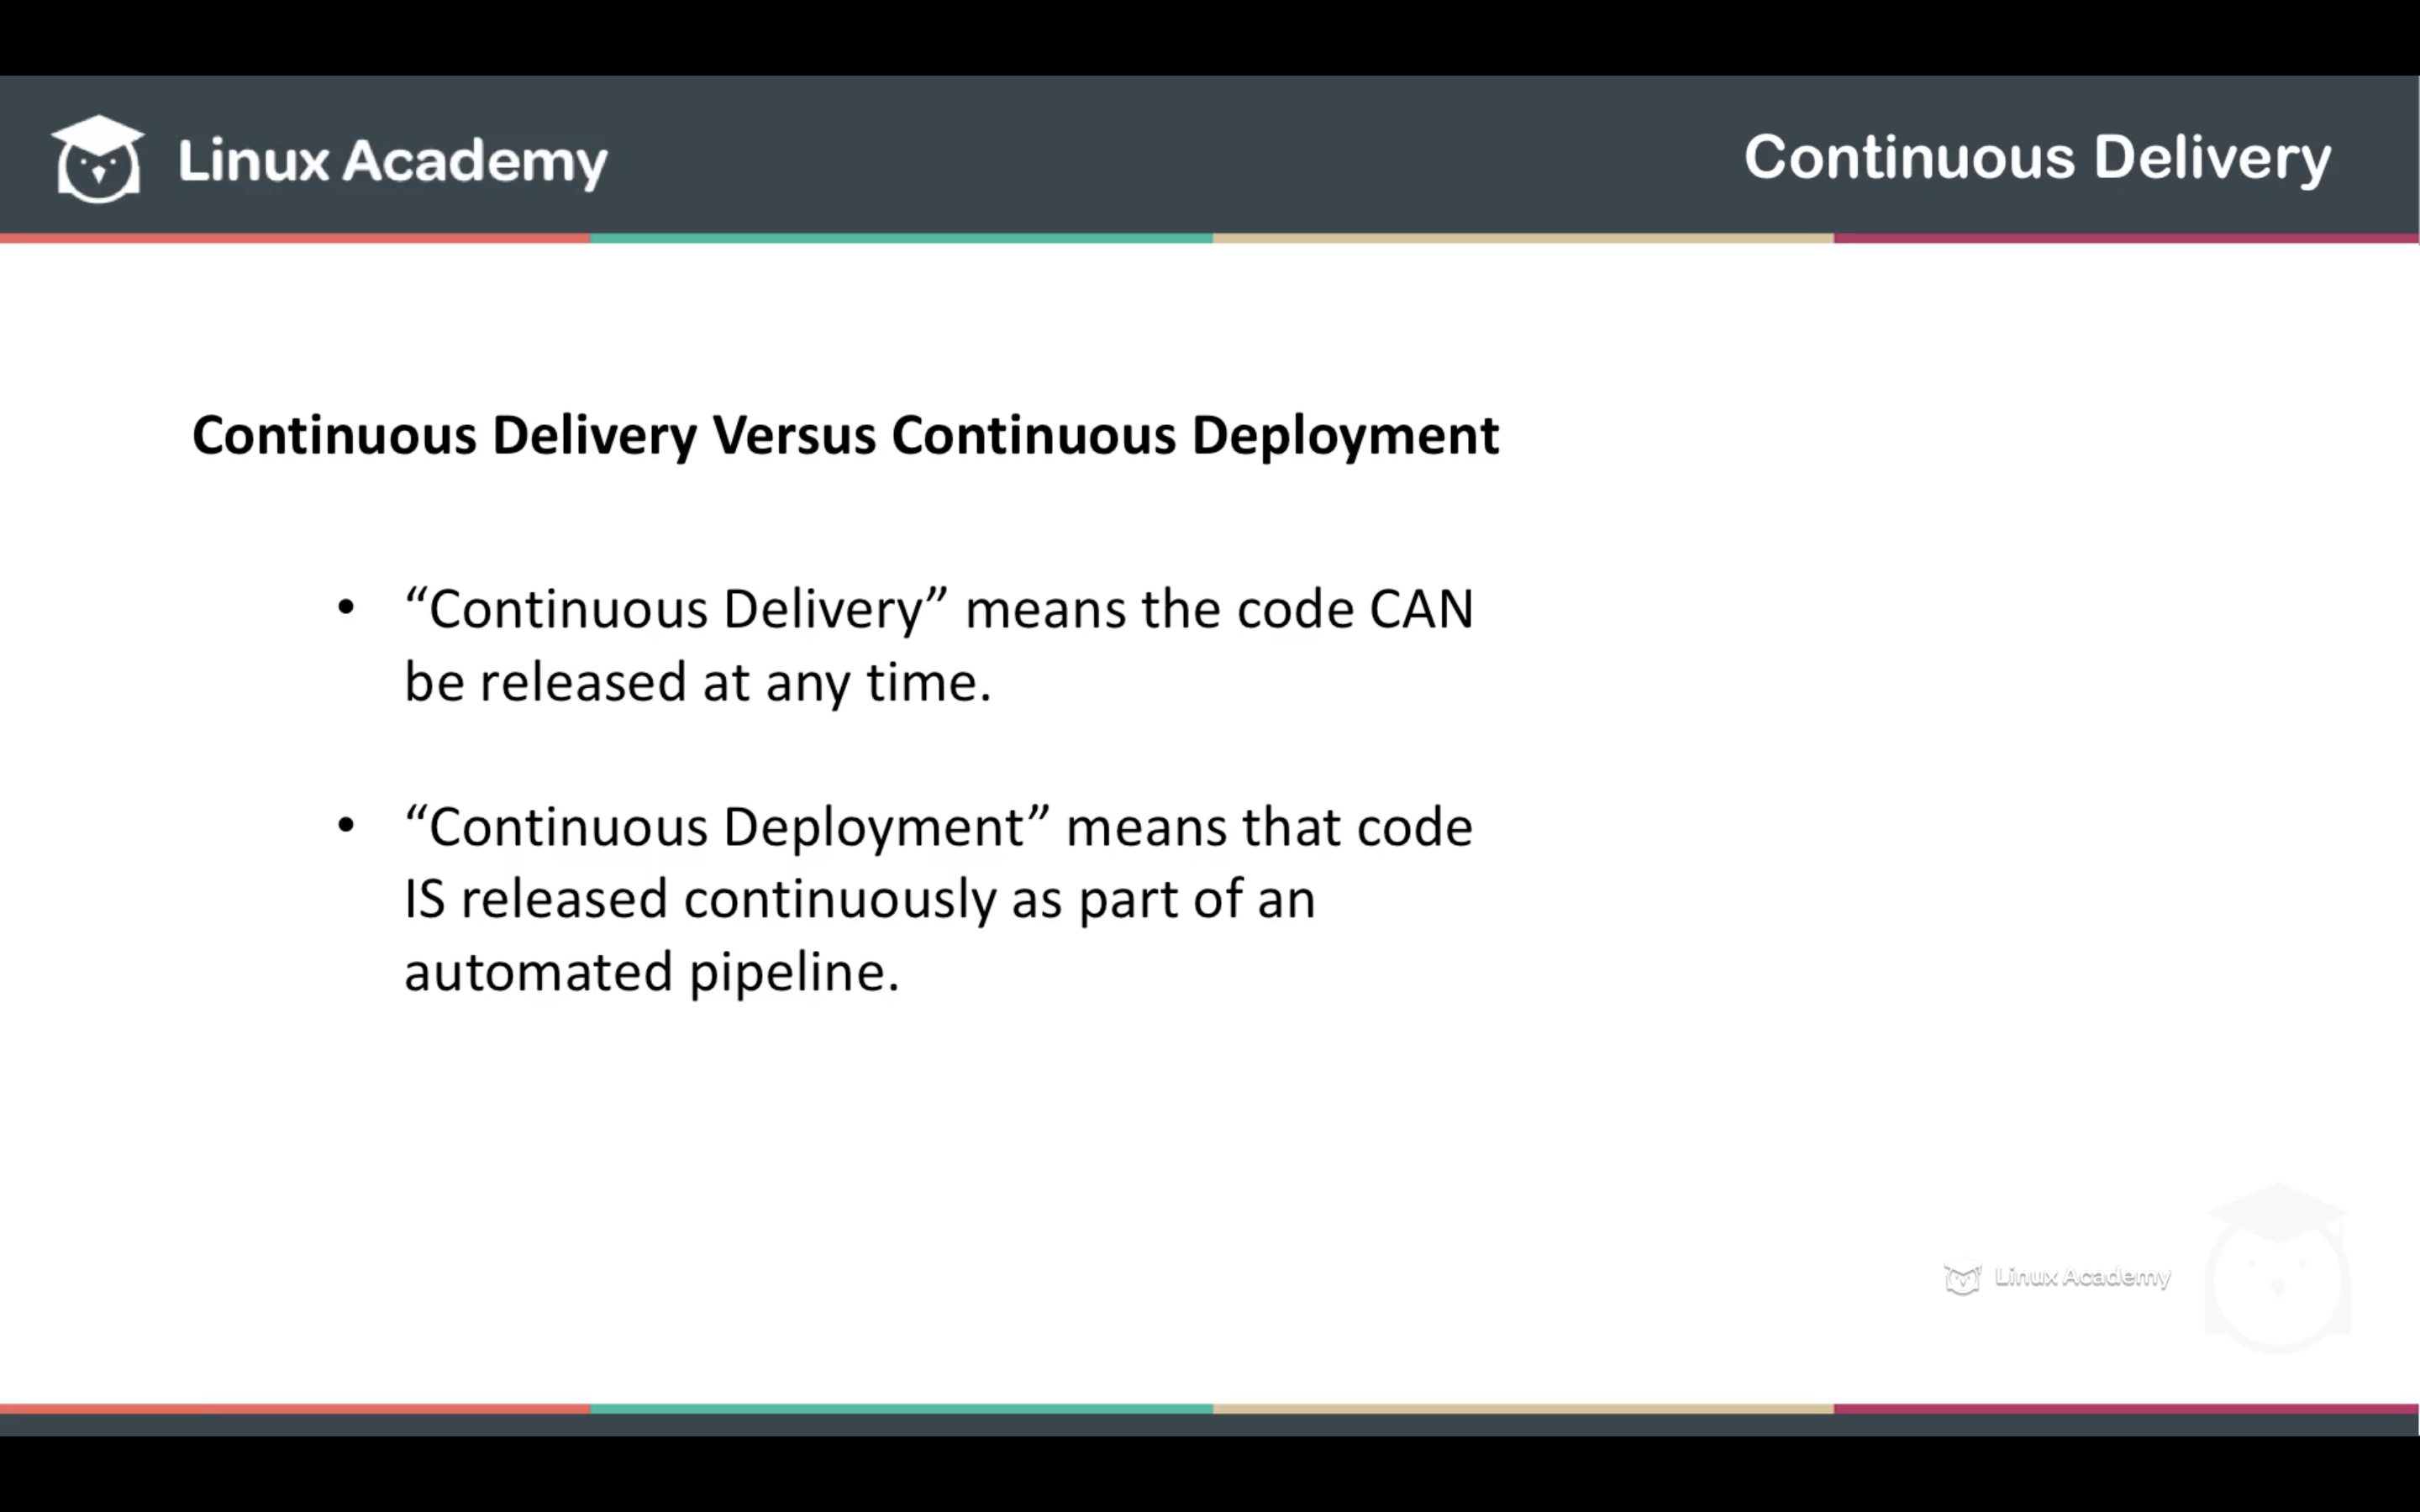 Linux Academy
Continuous Delivery
Continuous Delivery Versus Continuous Deployment
• “Continuous Delivery” means the code CAN
be released at any time.
• “Continuous Deployment” means that code
IS released continuously as part of an
automated pipeline.
Linux Academy